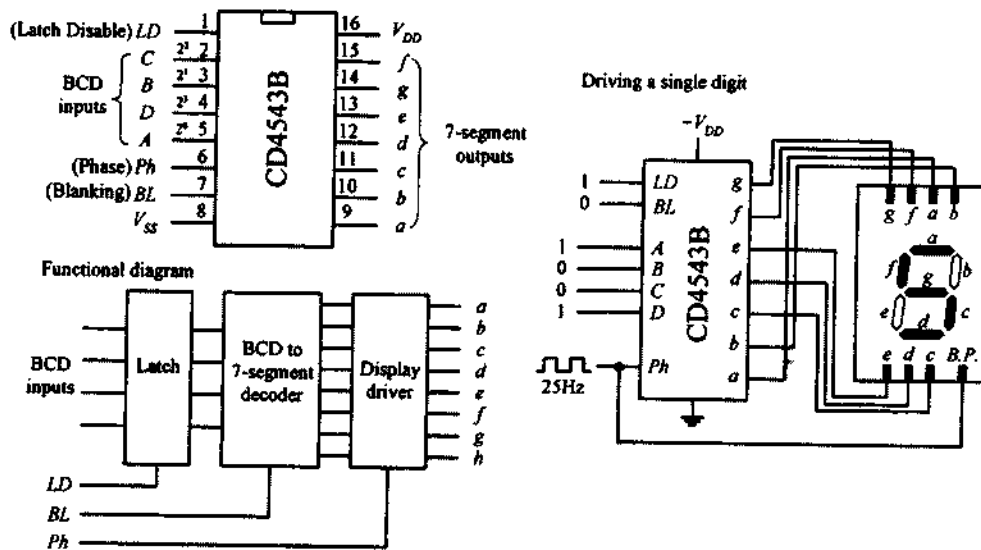 (Latch Disable) LD 1
C 2² 2
B 2¹ 3
D 2³ 4
A 2⁰ 5
BCD inputs
(Phase) Ph 6
(Blanking) BL 7
V_SS 8
CD4543B
16 V_DD
15 f
14 g
13 e
12 d
11 c
10 b
9 a
7-segment outputs
Functional diagram
BCD inputs
Latch
BCD to 7-segment decoder
Display driver
a
b
c
d
e
f
g
h
LD
BL
Ph
Driving a single digit
-V_DD
1 LD
0 BL
1 A
0 B
0 C
1 D
25Hz
Ph
CD4543B
g
f
e
d
c
b
a
g f a b
a
f
b
g
e
c
d
e d c B.P.